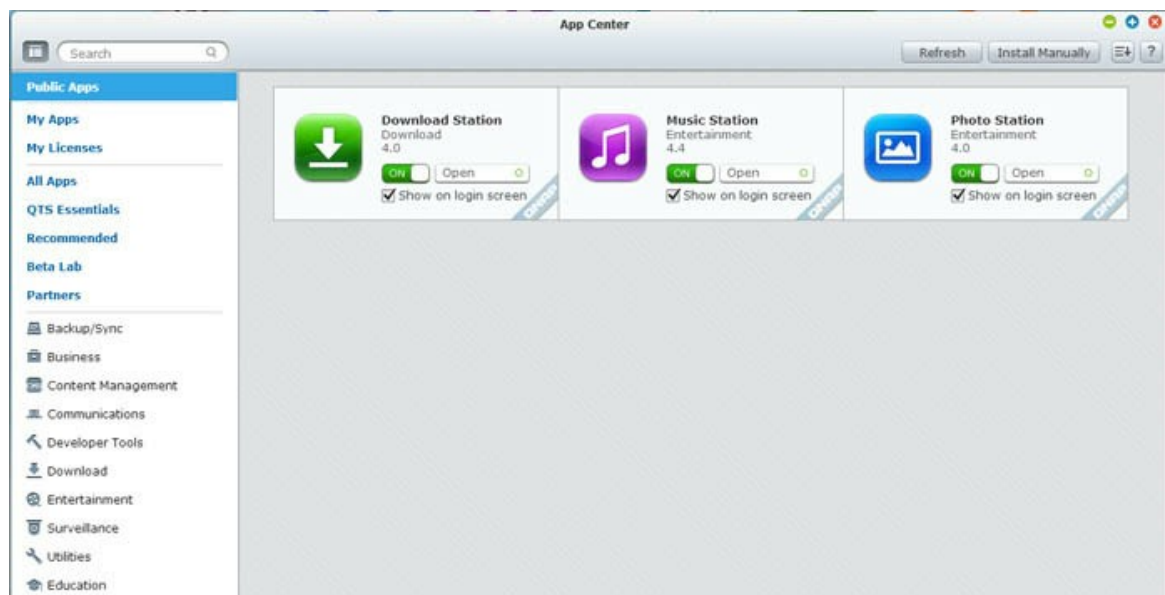 App Center
Search
Refresh
Install Manually
?
Public Apps
My Apps
My Licenses
All Apps
QTS Essentials
Recommended
Beta Lab
Partners
Backup/Sync
Business
Content Management
Communications
Developer Tools
Download
Entertainment
Surveillance
Utilities
Education
Download Station
Download
4.0
ON
Open
Show on login screen
QNAP
Music Station
Entertainment
4.4
ON
Open
Show on login screen
QNAP
Photo Station
Entertainment
4.0
ON
Open
Show on login screen
QNAP